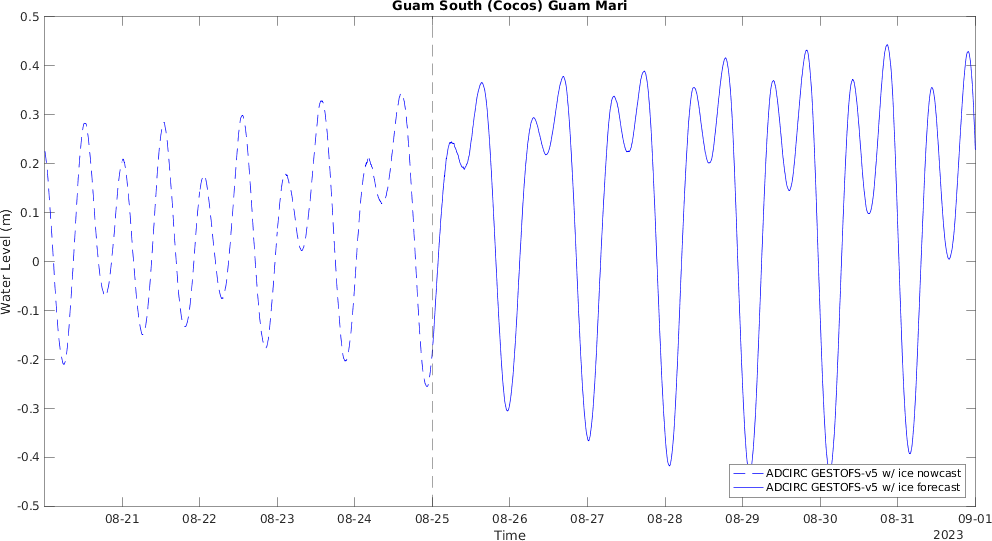 Guam South (Cocos) Guam Mari
0.5
0.4
0.3
0.2
0.1
0
-0.1
-0.2
-0.3
-0.4
-0.5
Water Level (m)
ADCIRC GESTOFS-v5 w/ ice nowcast
ADCIRC GESTOFS-v5 w/ ice forecast
08-21 08-22 08-23 08-24 08-25 08-26 08-27 08-28 08-29 08-30 08-31 09-01
Time
2023